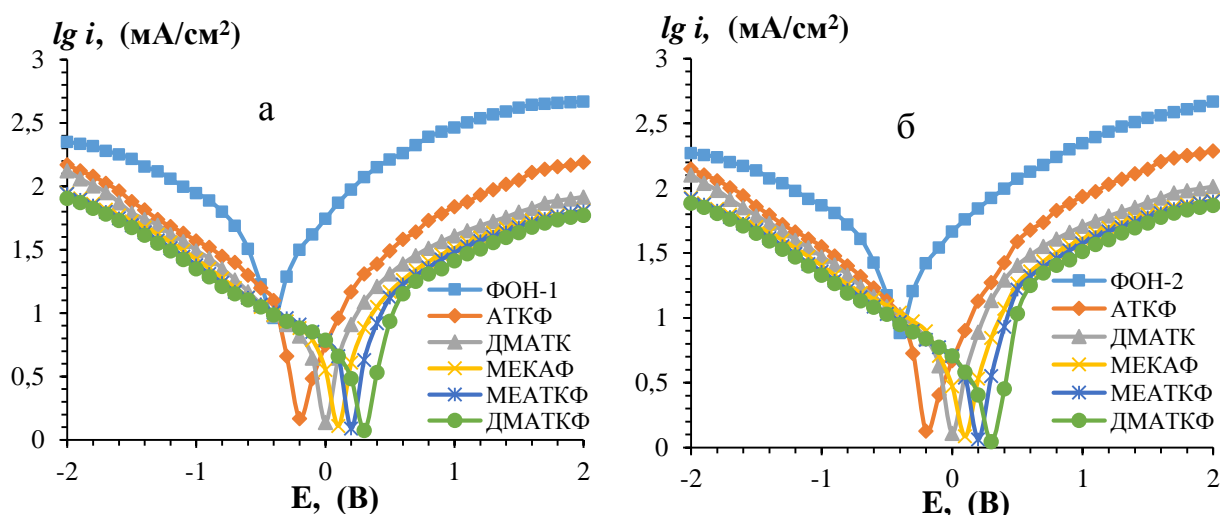 lg i, (мА/см²)
а
3
2,5
2
1,5
1
0,5
0
-2
-1
0
1
2
E, (В)
ФОН-1
АТКФ
ДМАТК
МЕКАФ
МЕАТКФ
ДМАТКФ
lg i, (мА/см²)
б
3
2,5
2
1,5
1
0,5
0
-2
-1
0
1
2
E, (В)
ФОН-2
АТКФ
ДМАТК
МЕКАФ
МЕАТКФ
ДМАТКФ